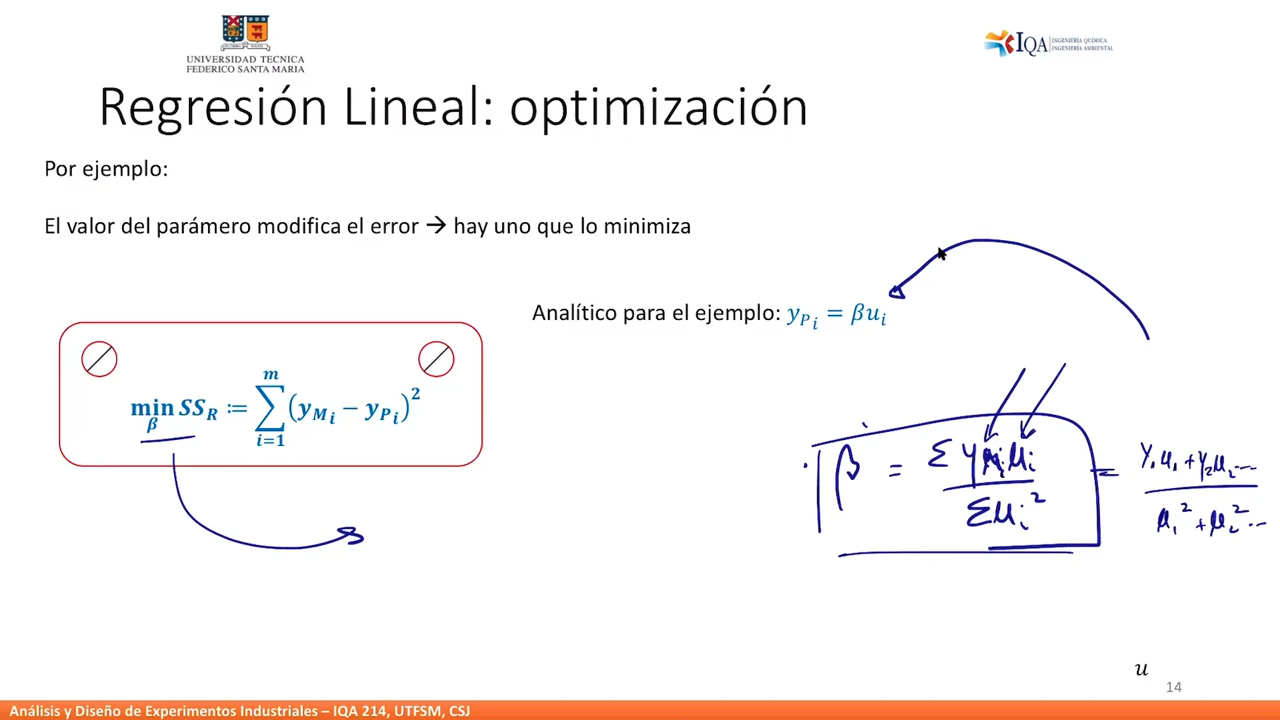 UNIVERSIDAD TECNICA
FEDERICO SANTA MARIA
IQA INGENIERÍA QUÍMICA
INGENIERÍA AMBIENTAL
Regresión Lineal: optimización
Por ejemplo:
El valor del parámero modifica el error → hay uno que lo minimiza
Analítico para el ejemplo: y_{P_i} = βu_i
min_β SS_R := ∑_{i=1}^{m} (y_{M_i} − y_{P_i})^2
β = Σ y_{Mi} u_i / Σ u_i^2 = y_1 u_1 + y_2 u_2 ... / u_1^2 + u_2^2 ...
u
14
Análisis y Diseño de Experimentos Industriales – IQA 214, UTFSM, CSJ